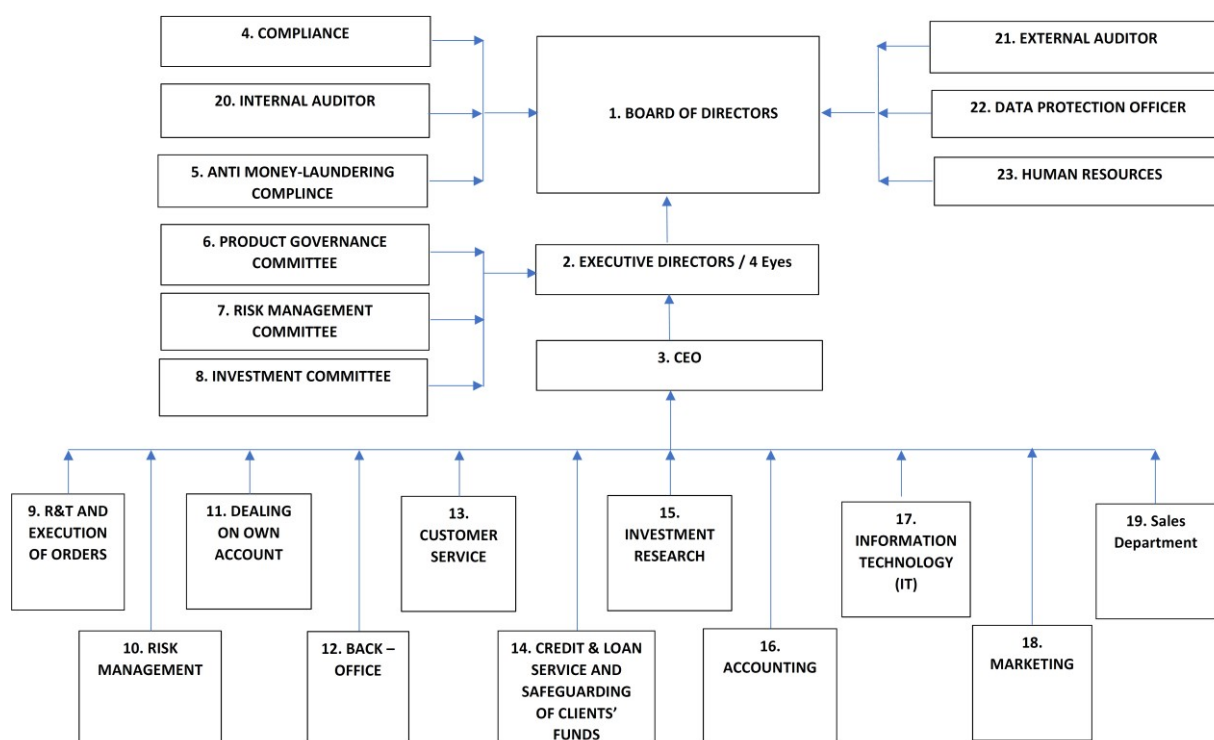 4. COMPLIANCE
20. INTERNAL AUDITOR
5. ANTI MONEY-LAUNDERING
COMPLINCE
1. BOARD OF DIRECTORS
21. EXTERNAL AUDITOR
22. DATA PROTECTION OFFICER
23. HUMAN RESOURCES
6. PRODUCT GOVERNANCE
COMMITTEE
7. RISK MANAGEMENT
COMMITTEE
8. INVESTMENT COMMITTEE
2. EXECUTIVE DIRECTORS / 4 Eyes
3. CEO
9. R&T AND
EXECUTION
OF ORDERS
10. RISK
MANAGEMENT
11. DEALING
ON OWN
ACCOUNT
12. BACK –
OFFICE
13.
CUSTOMER
SERVICE
14. CREDIT & LOAN
SERVICE AND
SAFEGUARDING
OF CLIENTS’
FUNDS
15.
INVESTMENT
RESEARCH
16.
ACCOUNTING
17.
INFORMATION
TECHNOLOGY
(IT)
18.
MARKETING
19. Sales
Department